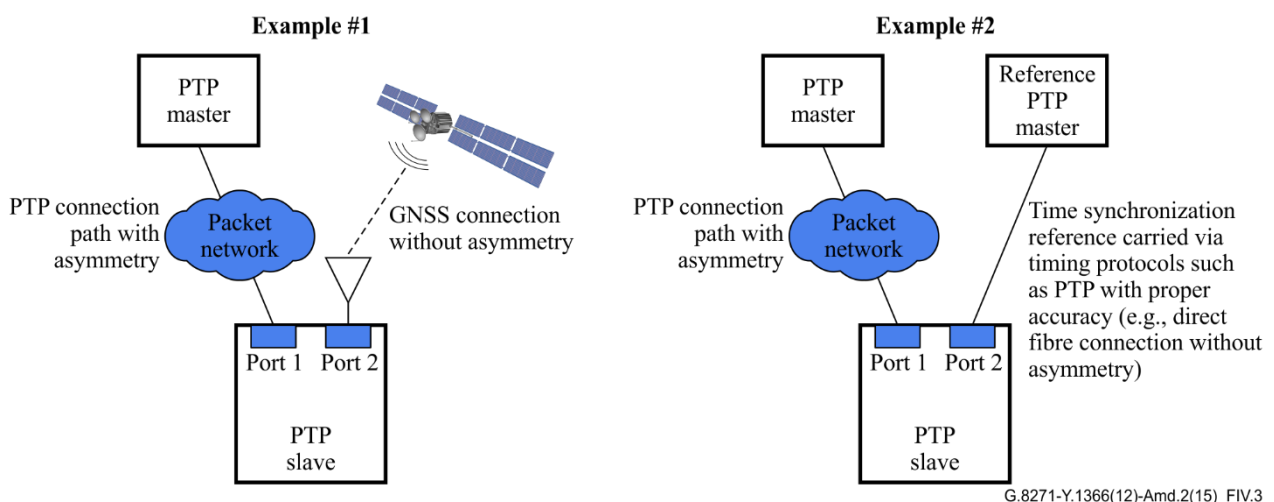 Example #1
PTP
master
PTP connection
path with
asymmetry
Packet
network
GNSS connection
without asymmetry
Port 1
Port 2
PTP
slave
Example #2
PTP
master
Reference
PTP
master
PTP connection
path with
asymmetry
Packet
network
Time synchronization
reference carried via
timing protocols such
as PTP with proper
accuracy (e.g., direct
fibre connection without
asymmetry)
Port 1
Port 2
PTP
slave
G.8271-Y.1366(12)-Amd.2(15)_FIV.3